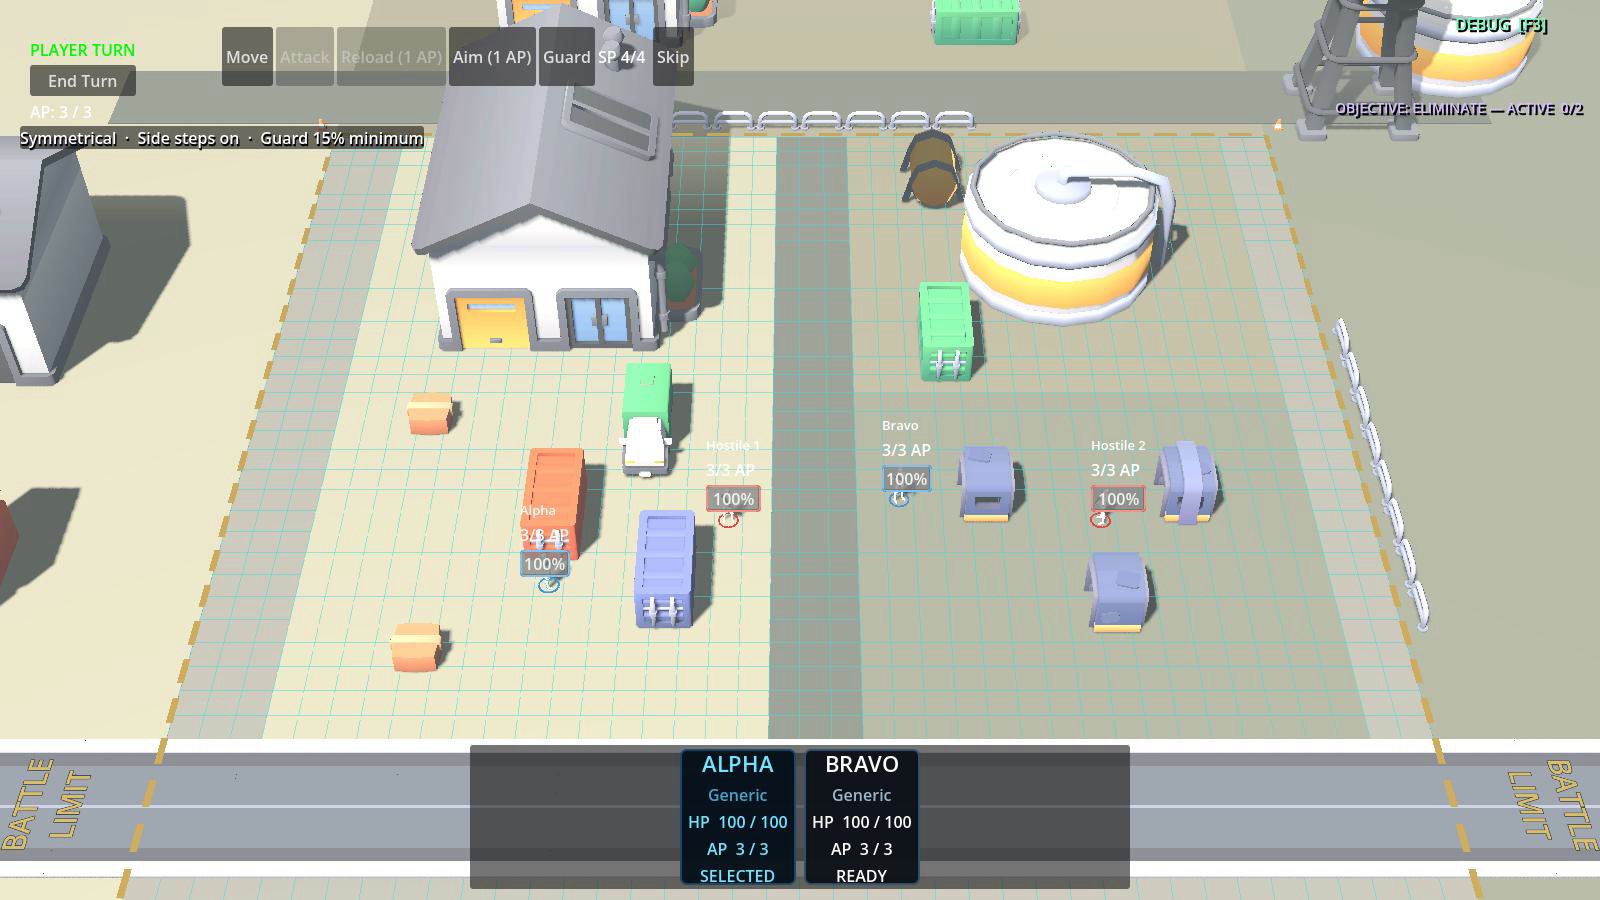 PLAYER TURN
End Turn
AP: 3 / 3
Move
Attack
Reload (1 AP)
Aim (1 AP)
Guard
SP 4/4
Skip
DEBUG [F3]
OBJECTIVE: ELIMINATE — ACTIVE 0/2
Symmetrical · Side steps on · Guard 15% minimum
Bravo
3/3 AP
100%
Hostile 1
3/3 AP
100%
Hostile 2
3/3 AP
100%
Alpha
3/3 AP
100%
BATTLE
LIMIT
BATTLE
LIMIT
ALPHA
Generic
HP 100 / 100
AP 3 / 3
SELECTED
BRAVO
Generic
HP 100 / 100
AP 3 / 3
READY